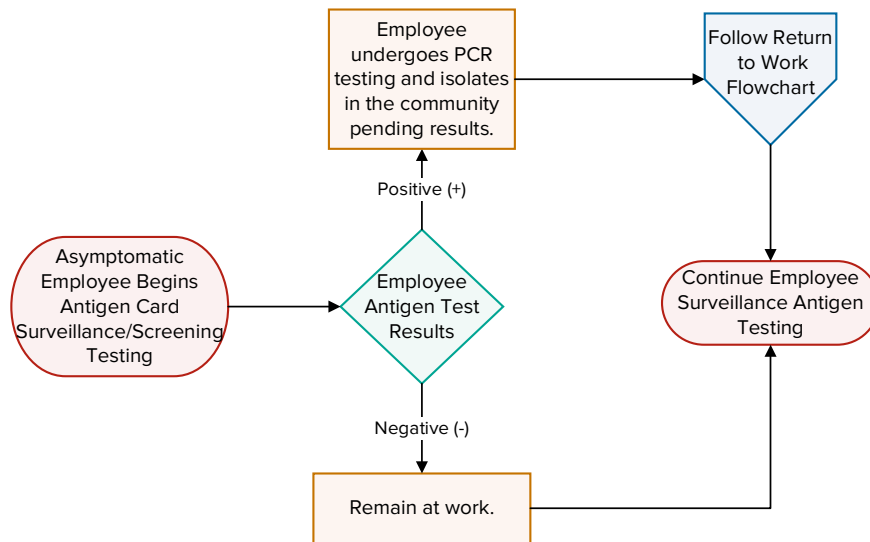 Employee
undergoes PCR
testing and isolates
in the community
pending results.
Follow Return
to Work
Flowchart
Positive (+)
Asymptomatic
Employee Begins
Antigen Card
Surveillance/Screening
Testing
Employee
Antigen Test
Results
Continue Employee
Surveillance Antigen
Testing
Negative (-)
Remain at work.